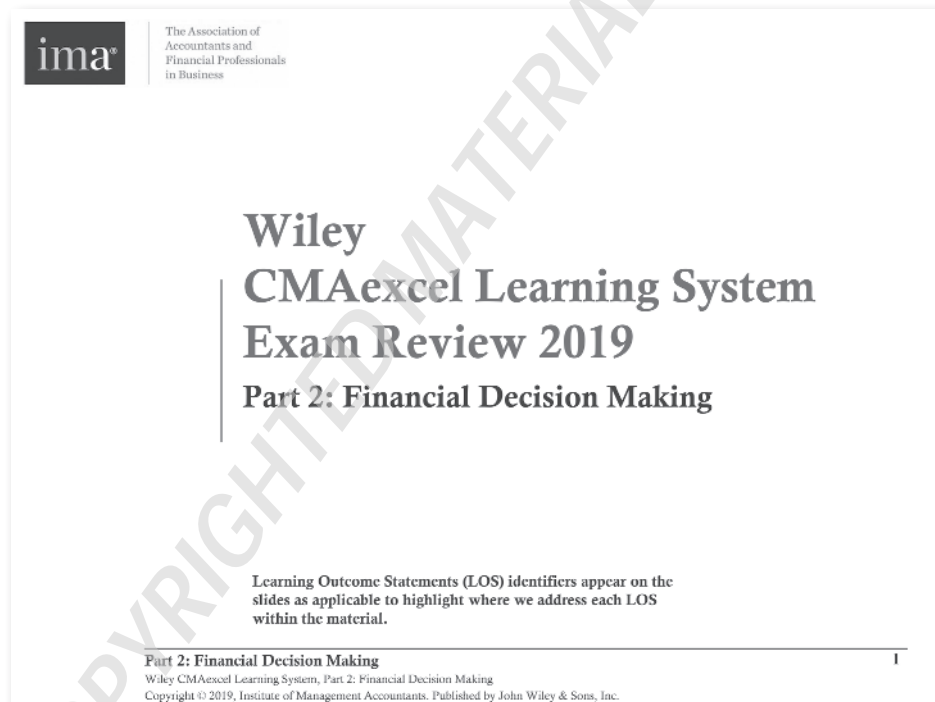 ima®
The Association of
Accountants and
Financial Professionals
in Business
Wiley
CMAexcel Learning System
Exam Review 2019
Part 2: Financial Decision Making
Learning Outcome Statements (LOS) identifiers appear on the
slides as applicable to highlight where we address each LOS
within the material.
Part 2: Financial Decision Making 1
Wiley CMAexcel Learning System, Part 2: Financial Decision Making
Copyright © 2019, Institute of Management Accountants. Published by John Wiley & Sons, Inc.
PYRIGHTED MATERIAL